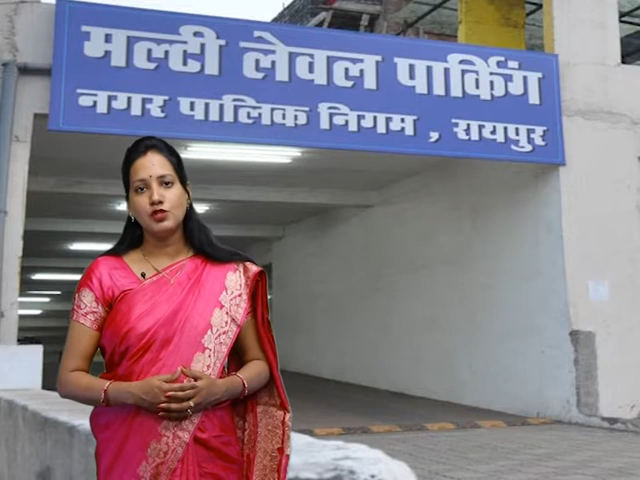 मल्टी लेवल पार्किंग
नगर पालिक निगम , रायपुर